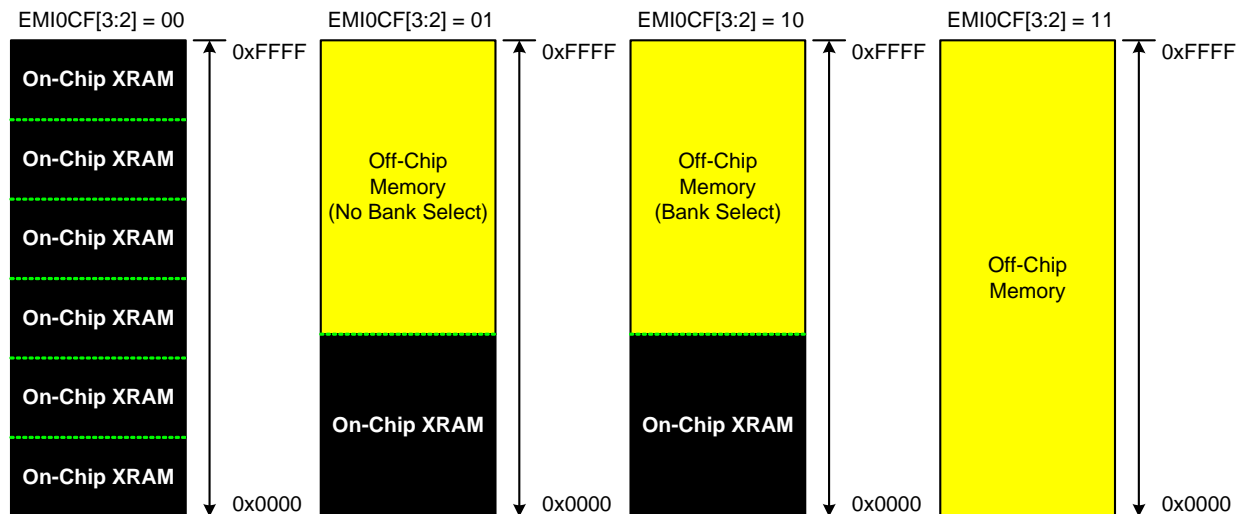 EMI0CF[3:2] = 00
On-Chip XRAM
On-Chip XRAM
On-Chip XRAM
On-Chip XRAM
On-Chip XRAM
On-Chip XRAM
0xFFFF
0x0000
EMI0CF[3:2] = 01
Off-Chip
Memory
(No Bank Select)
On-Chip XRAM
0xFFFF
0x0000
EMI0CF[3:2] = 10
Off-Chip
Memory
(Bank Select)
On-Chip XRAM
0xFFFF
0x0000
EMI0CF[3:2] = 11
Off-Chip
Memory
0xFFFF
0x0000